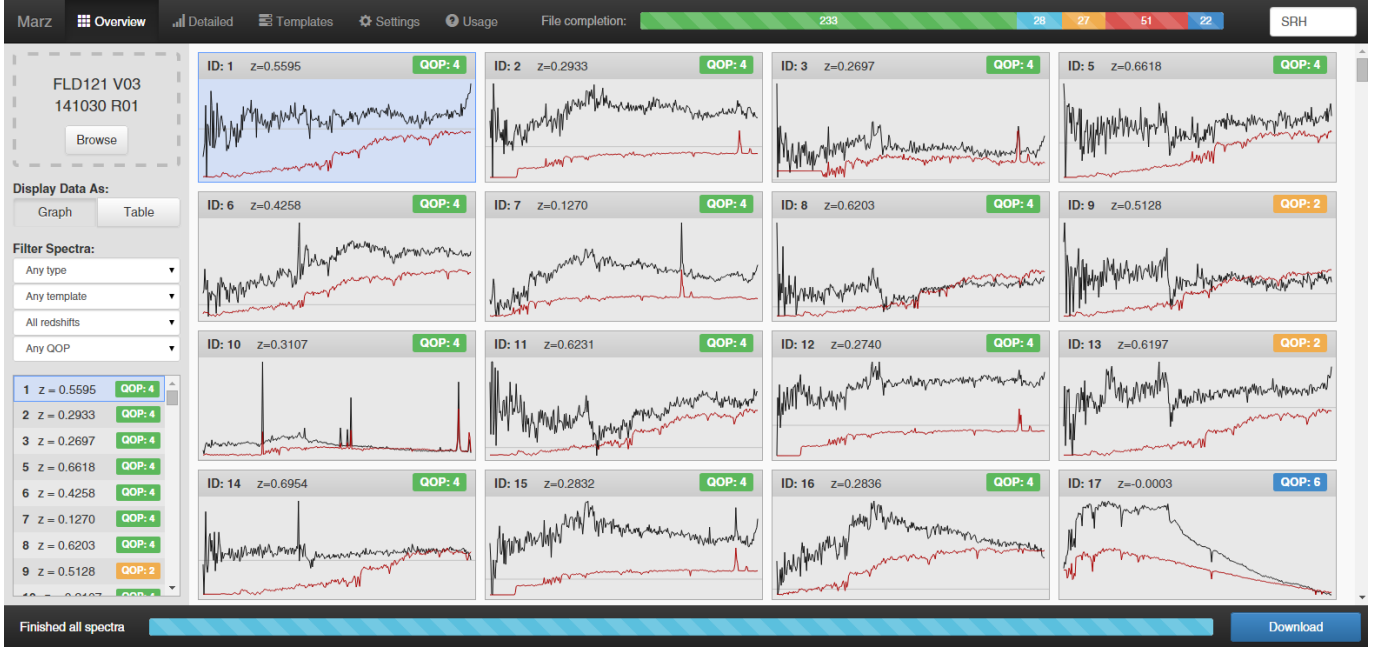 Marz Overview Detailed Templates Settings Usage File completion: 233 28 27 51 22 SRH
FLD121 V03
141030 R01
Browse
Display Data As:
Graph Table
Filter Spectra:
Any type
Any template
All redshifts
Any QOP
1 z = 0.5595 QOP: 4
2 z = 0.2933 QOP: 4
3 z = 0.2697 QOP: 4
5 z = 0.6618 QOP: 4
6 z = 0.4258 QOP: 4
7 z = 0.1270 QOP: 4
8 z = 0.6203 QOP: 4
9 z = 0.5128 QOP: 2
ID: 1 z=0.5595 QOP: 4
ID: 2 z=0.2933 QOP: 4
ID: 3 z=0.2697 QOP: 4
ID: 5 z=0.6618 QOP: 4
ID: 6 z=0.4258 QOP: 4
ID: 7 z=0.1270 QOP: 4
ID: 8 z=0.6203 QOP: 4
ID: 9 z=0.5128 QOP: 2
ID: 10 z=0.3107 QOP: 4
ID: 11 z=0.6231 QOP: 4
ID: 12 z=0.2740 QOP: 4
ID: 13 z=0.6197 QOP: 2
ID: 14 z=0.6954 QOP: 4
ID: 15 z=0.2832 QOP: 4
ID: 16 z=0.2836 QOP: 4
ID: 17 z=-0.0003 QOP: 6
Finished all spectra
Download